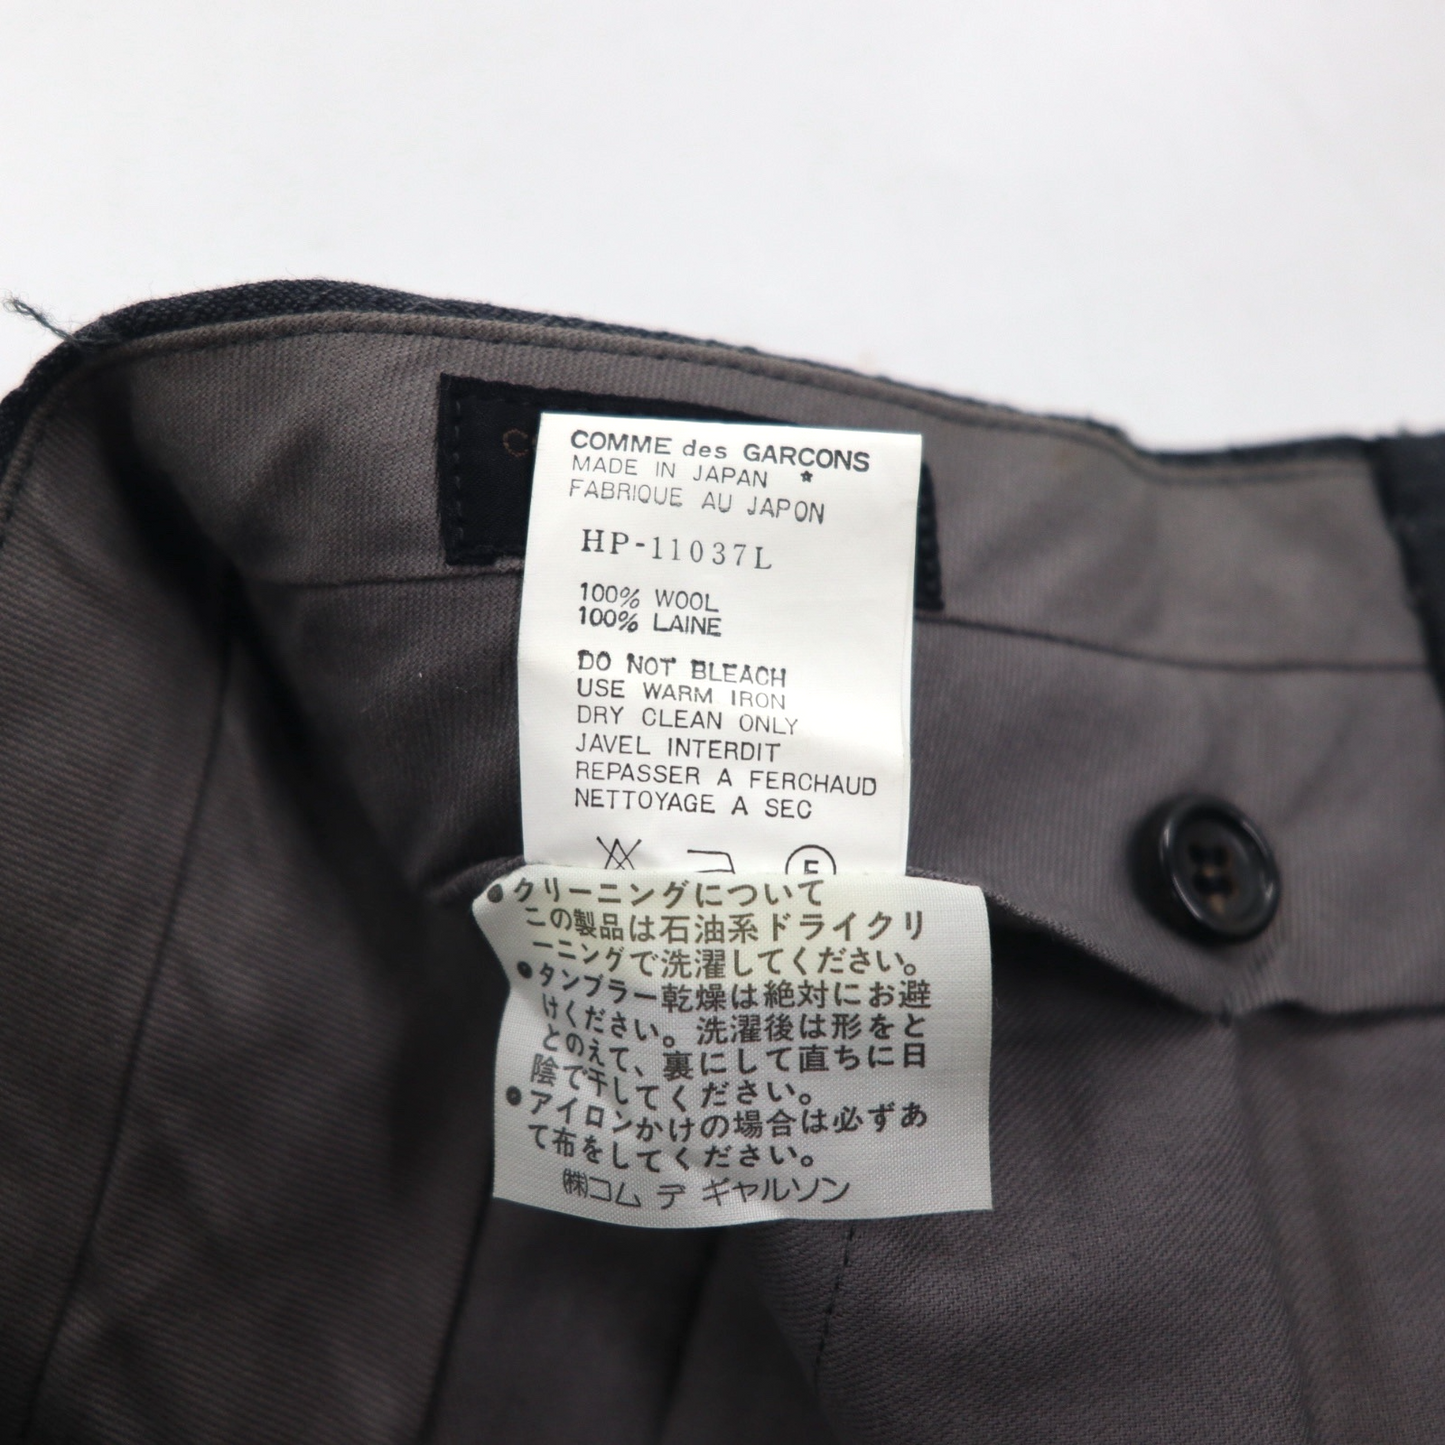 COMME des GARÇONS
MADE IN JAPAN
FABRIQUE AU JAPON
HP-11037L
100% WOOL
100% LAINE
DO NOT BLEACH
USE WARM IRON
DRY CLEAN ONLY
JAVEL INTERDIT
REPASSER A FERCHAUD
NETTOYAGE A SEC
F
●クリーニングについて
この製品は石油系ドライクリ
ーニングで洗濯してください。
●タンブラー乾燥は絶対にお避
けください。洗濯後は形をと
とのえて、裏にして直ちに日
陰で干してください。
●アイロンかけの場合は必ずあ
て布をしてください。
㈱コム デ ギャルソン